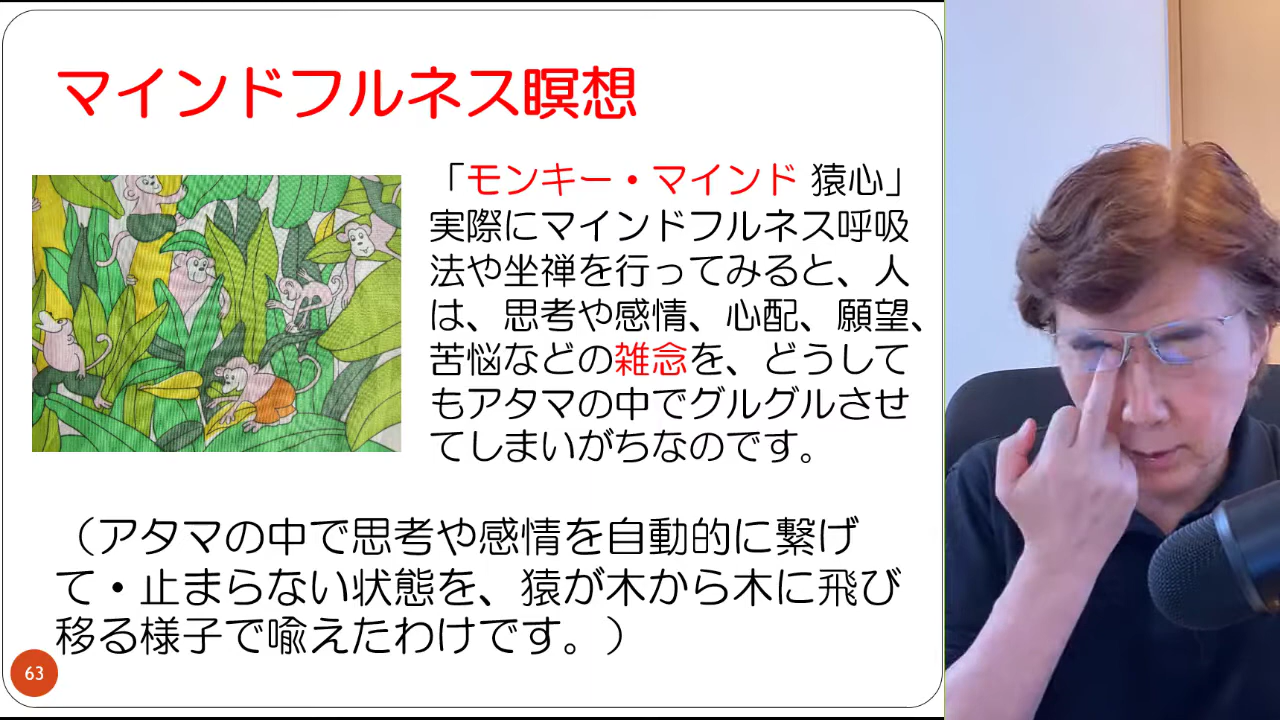 マインドフルネス瞑想
「モンキー・マインド 猿心」
実際にマインドフルネス呼吸
法や坐禅を行ってみると、人
は、思考や感情、心配、願望、
苦悩などの雑念を、どうして
もアタマの中でグルグルさせ
てしまいがちなのです。
（アタマの中で思考や感情を自動的に繋げ
て・止まらない状態を、猿が木から木に飛び
移る様子で喩えたわけです。）
63